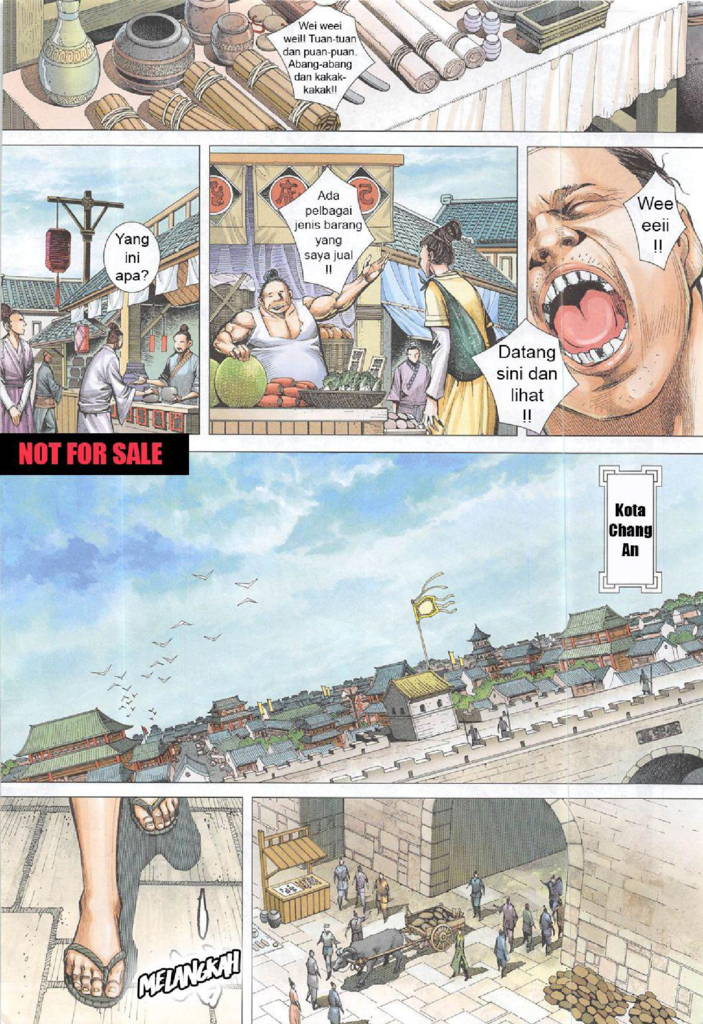 Wei weei
weii! Tuan-tuan
dan puan-puan.
Abang-abang
dan kakak-
kakak!!
Yang
ini
apa?
Ada
pelbagai
jenis barang
yang
saya jual
!!
Wee
eeii
!!
Datang
sini dan
lihat
!!
NOT FOR SALE
Kota
Chang
An
MELANGKAH